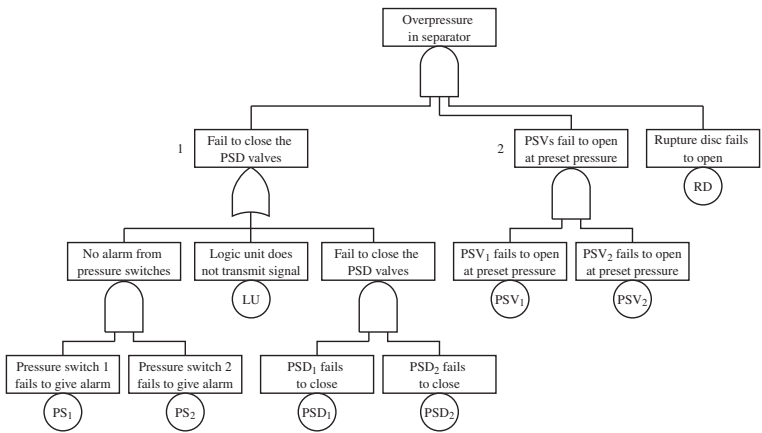 Overpressure
in separator
1
Fail to close the
PSD valves
2
PSVs fail to open
at preset pressure
Rupture disc fails
to open
RD
No alarm from
pressure switches
Logic unit does
not transmit signal
LU
Fail to close the
PSD valves
PSV₁ fails to open
at preset pressure
PSV₁
PSV₂ fails to open
at preset pressure
PSV₂
Pressure switch 1
fails to give alarm
PS₁
Pressure switch 2
fails to give alarm
PS₂
PSD₁ fails
to close
PSD₁
PSD₂ fails
to close
PSD₂